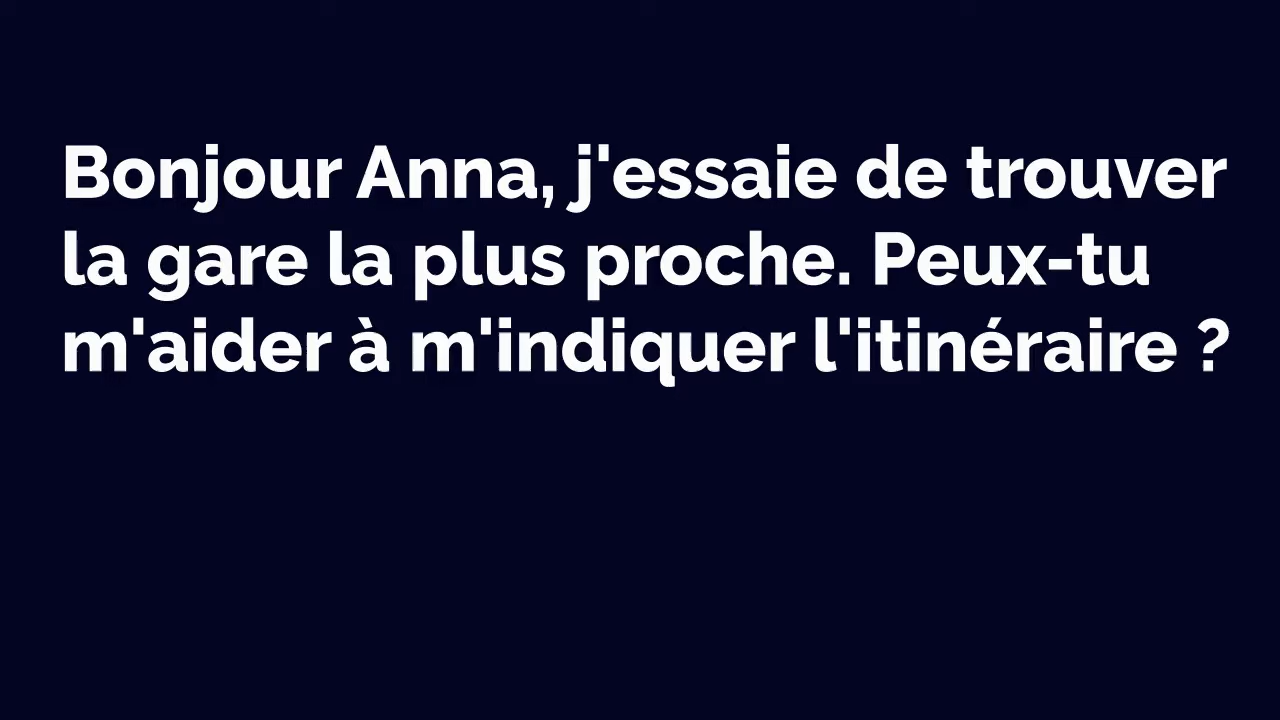 Bonjour Anna, j'essaie de trouver
la gare la plus proche. Peux-tu
m'aider à m'indiquer l'itinéraire ?